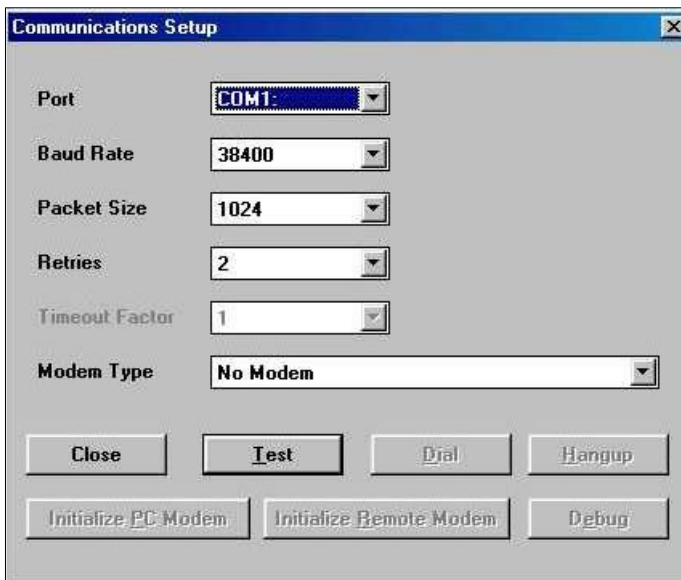 Communications Setup
Port COM1:
Baud Rate 38400
Packet Size 1024
Retries 2
Timeout Factor 1
Modem Type No Modem
Close Test Dial Hangup
Initialize PC Modem Initialize Remote Modem Debug